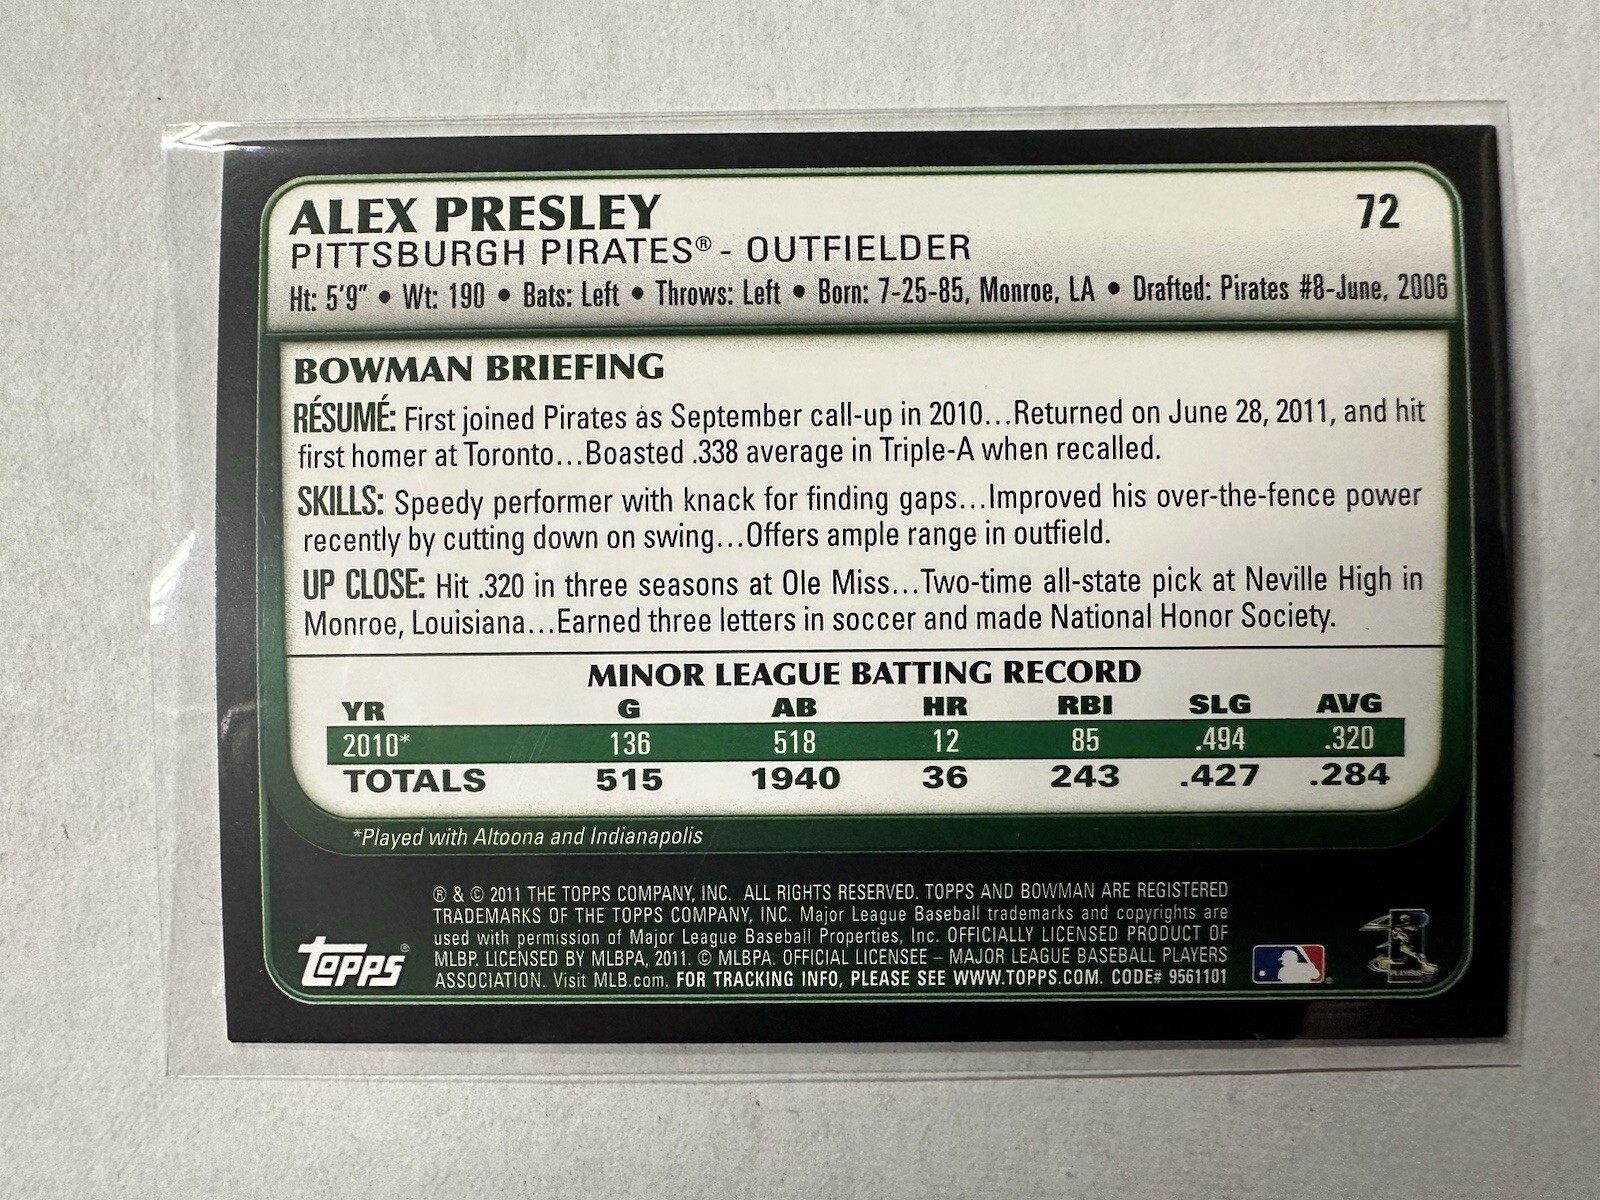 ALEX PRESLEY 72
PITTSBURGH PIRATES® - OUTFIELDER
Ht: 5'9" • Wt: 190 • Bats: Left • Throws: Left • Born: 7-25-85, Monroe, LA • Drafted: Pirates #8-June, 2006
BOWMAN BRIEFING
RÉSUMÉ: First joined Pirates as September call-up in 2010...Returned on June 28, 2011, and hit
first homer at Toronto...Boasted .338 average in Triple-A when recalled.
SKILLS: Speedy performer with knack for finding gaps...Improved his over-the-fence power
recently by cutting down on swing...Offers ample range in outfield.
UP CLOSE: Hit .320 in three seasons at Ole Miss...Two-time all-state pick at Neville High in
Monroe, Louisiana...Earned three letters in soccer and made National Honor Society.
MINOR LEAGUE BATTING RECORD
YR G AB HR RBI SLG AVG
2010* 136 518 12 85 .494 .320
TOTALS 515 1940 36 243 .427 .284
*Played with Altoona and Indianapolis
® & © 2011 THE TOPPS COMPANY, INC. ALL RIGHTS RESERVED. TOPPS AND BOWMAN ARE REGISTERED
TRADEMARKS OF THE TOPPS COMPANY, INC. Major League Baseball trademarks and copyrights are
used with permission of Major League Baseball Properties, Inc. OFFICIALLY LICENSED PRODUCT OF
MLBP. LICENSED BY MLBPA, 2011. © MLBPA. OFFICIAL LICENSEE – MAJOR LEAGUE BASEBALL PLAYERS
ASSOCIATION. Visit MLB.com. FOR TRACKING INFO, PLEASE SEE WWW.TOPPS.COM. CODE# 9561101
Topps®
PLAYERS